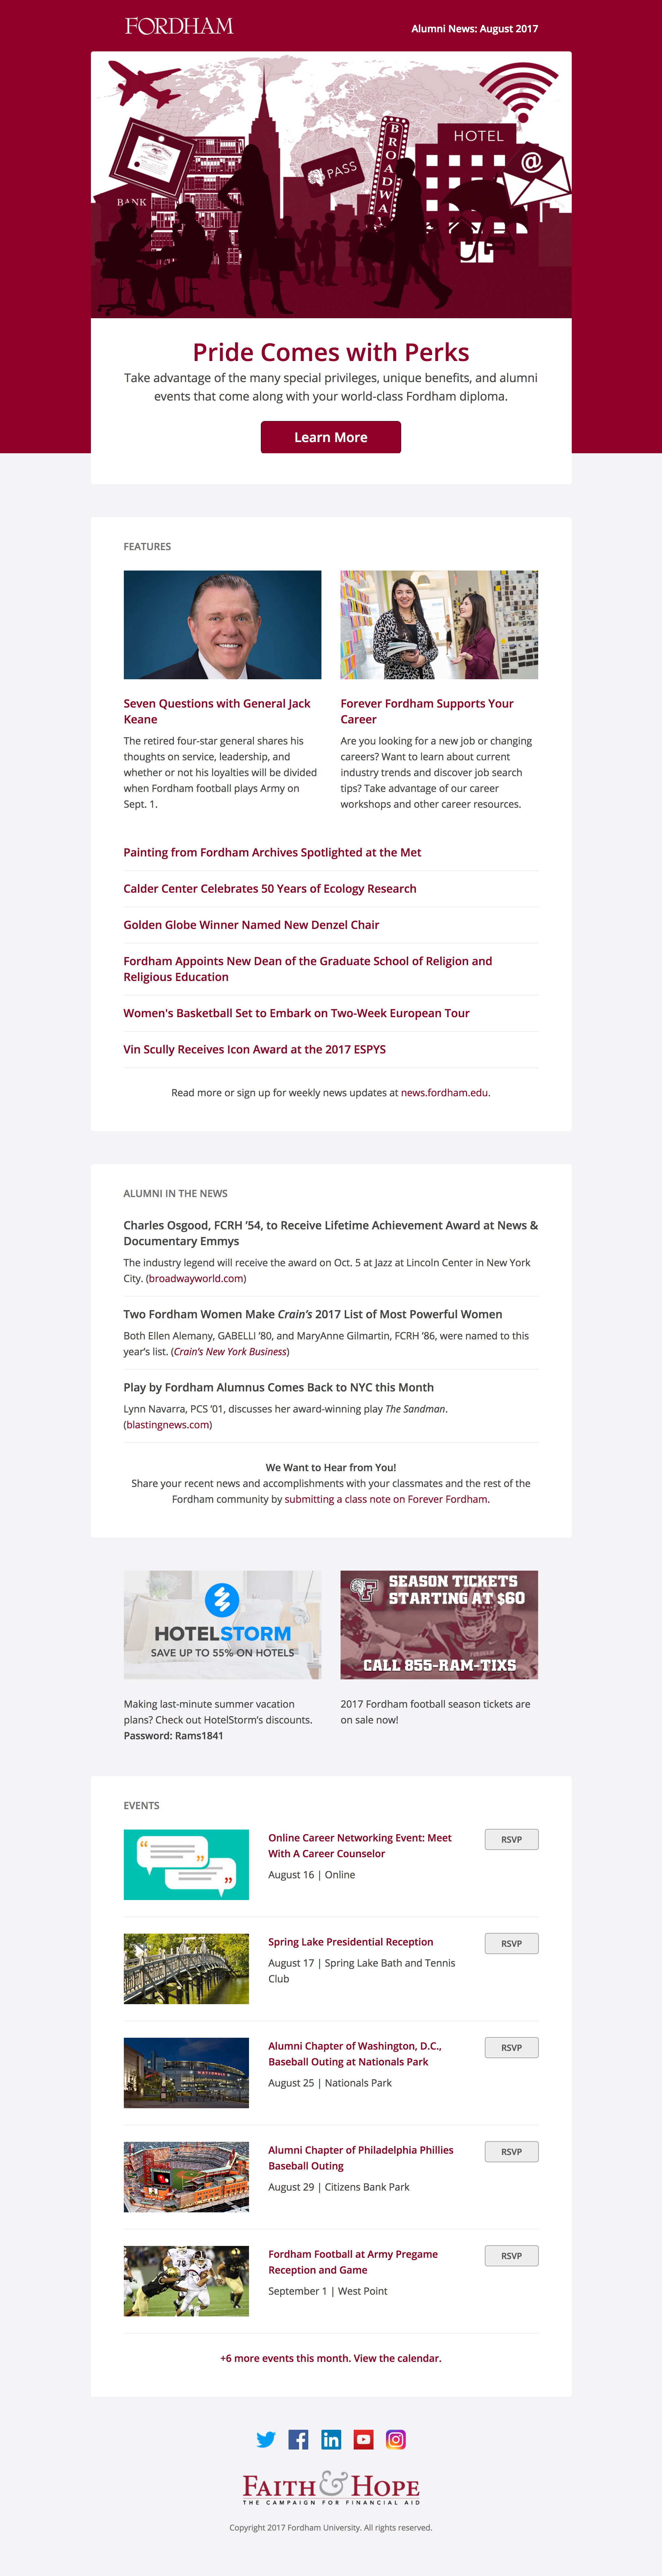 FORDHAM
Alumni News: August 2017
HOTEL
BROADWA
PASS
@
BANK
Pride Comes with Perks
Take advantage of the many special privileges, unique benefits, and alumni
events that come along with your world-class Fordham diploma.
Learn More
FEATURES
Seven Questions with General Jack
Keane
The retired four-star general shares his
thoughts on service, leadership, and
whether or not his loyalties will be divided
when Fordham football plays Army on
Sept. 1.
Forever Fordham Supports Your
Career
Are you looking for a new job or changing
careers? Want to learn about current
industry trends and discover job search
tips? Take advantage of our career
workshops and other career resources.
Painting from Fordham Archives Spotlighted at the Met
Calder Center Celebrates 50 Years of Ecology Research
Golden Globe Winner Named New Denzel Chair
Fordham Appoints New Dean of the Graduate School of Religion and
Religious Education
Women's Basketball Set to Embark on Two-Week European Tour
Vin Scully Receives Icon Award at the 2017 ESPYS
Read more or sign up for weekly news updates at news.fordham.edu.
ALUMNI IN THE NEWS
Charles Osgood, FCRH ’54, to Receive Lifetime Achievement Award at News &
Documentary Emmys
The industry legend will receive the award on Oct. 5 at Jazz at Lincoln Center in New York
City. (broadwayworld.com)
Two Fordham Women Make Crain’s 2017 List of Most Powerful Women
Both Ellen Alemany, GABELLI ’80, and MaryAnne Gilmartin, FCRH ’86, were named to this
year’s list. (Crain’s New York Business)
Play by Fordham Alumnus Comes Back to NYC this Month
Lynn Navarra, PCS ’01, discusses her award-winning play The Sandman.
(blastingnews.com)
We Want to Hear from You!
Share your recent news and accomplishments with your classmates and the rest of the
Fordham community by submitting a class note on Forever Fordham.
HOTELSTORM
SAVE UP TO 55% ON HOTELS
Making last-minute summer vacation
plans? Check out HotelStorm’s discounts.
Password: Rams1841
F
SEASON TICKETS
STARTING AT $60
CALL 855-RAM-TIXS
2017 Fordham football season tickets are
on sale now!
EVENTS
Online Career Networking Event: Meet
With A Career Counselor
August 16 | Online
RSVP
Spring Lake Presidential Reception
August 17 | Spring Lake Bath and Tennis
Club
RSVP
NATIONALS PARK
Alumni Chapter of Washington, D.C.,
Baseball Outing at Nationals Park
August 25 | Nationals Park
RSVP
Alumni Chapter of Philadelphia Phillies
Baseball Outing
August 29 | Citizens Bank Park
RSVP
Fordham Football at Army Pregame
Reception and Game
September 1 | West Point
RSVP
+6 more events this month. View the calendar.
FAITH & HOPE
THE CAMPAIGN FOR FINANCIAL AID
Copyright 2017 Fordham University. All rights reserved.